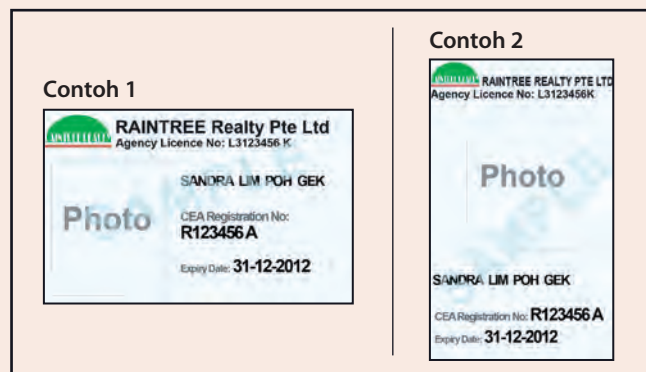 Contoh 1
RAINTREE Realty Pte Ltd
Agency Licence No: L3123456 K
SANDRA LIM POH GEK
Photo
CEA Registration No:
R123456 A
Expiry Date: 31-12-2012
SAMPLE
Contoh 2
RAINTREE REALTY PTE LTD
Agency Licence No: L3123456K
Photo
SAMPLE
SANDRA LIM POH GEK
CEA Registration No: R123456 A
Expiry Date: 31-12-2012